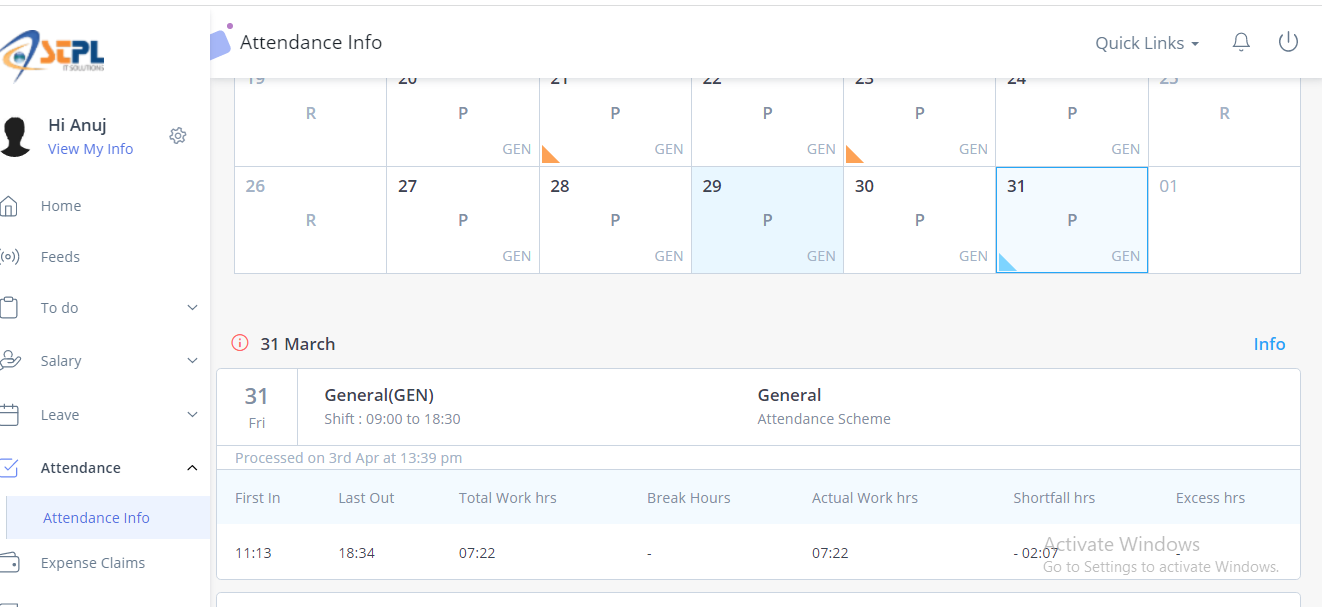 STPL
IT SOLUTIONS
Attendance Info
Quick Links
Hi Anuj
View My Info
Home
Feeds
To do
Salary
Leave
Attendance
Attendance Info
Expense Claims
19 20 21 22 23 24 25
R P P P P P R
GEN GEN GEN GEN GEN
26 27 28 29 30 31 01
R P P P P P
GEN GEN GEN GEN GEN
31 March
Info
31
Fri
General(GEN)
Shift : 09:00 to 18:30
General
Attendance Scheme
Processed on 3rd Apr at 13:39 pm
First In Last Out Total Work hrs Break Hours Actual Work hrs Shortfall hrs Excess hrs
11:13 18:34 07:22 - 07:22 - 02:07 -
Activate Windows
Go to Settings to activate Windows.